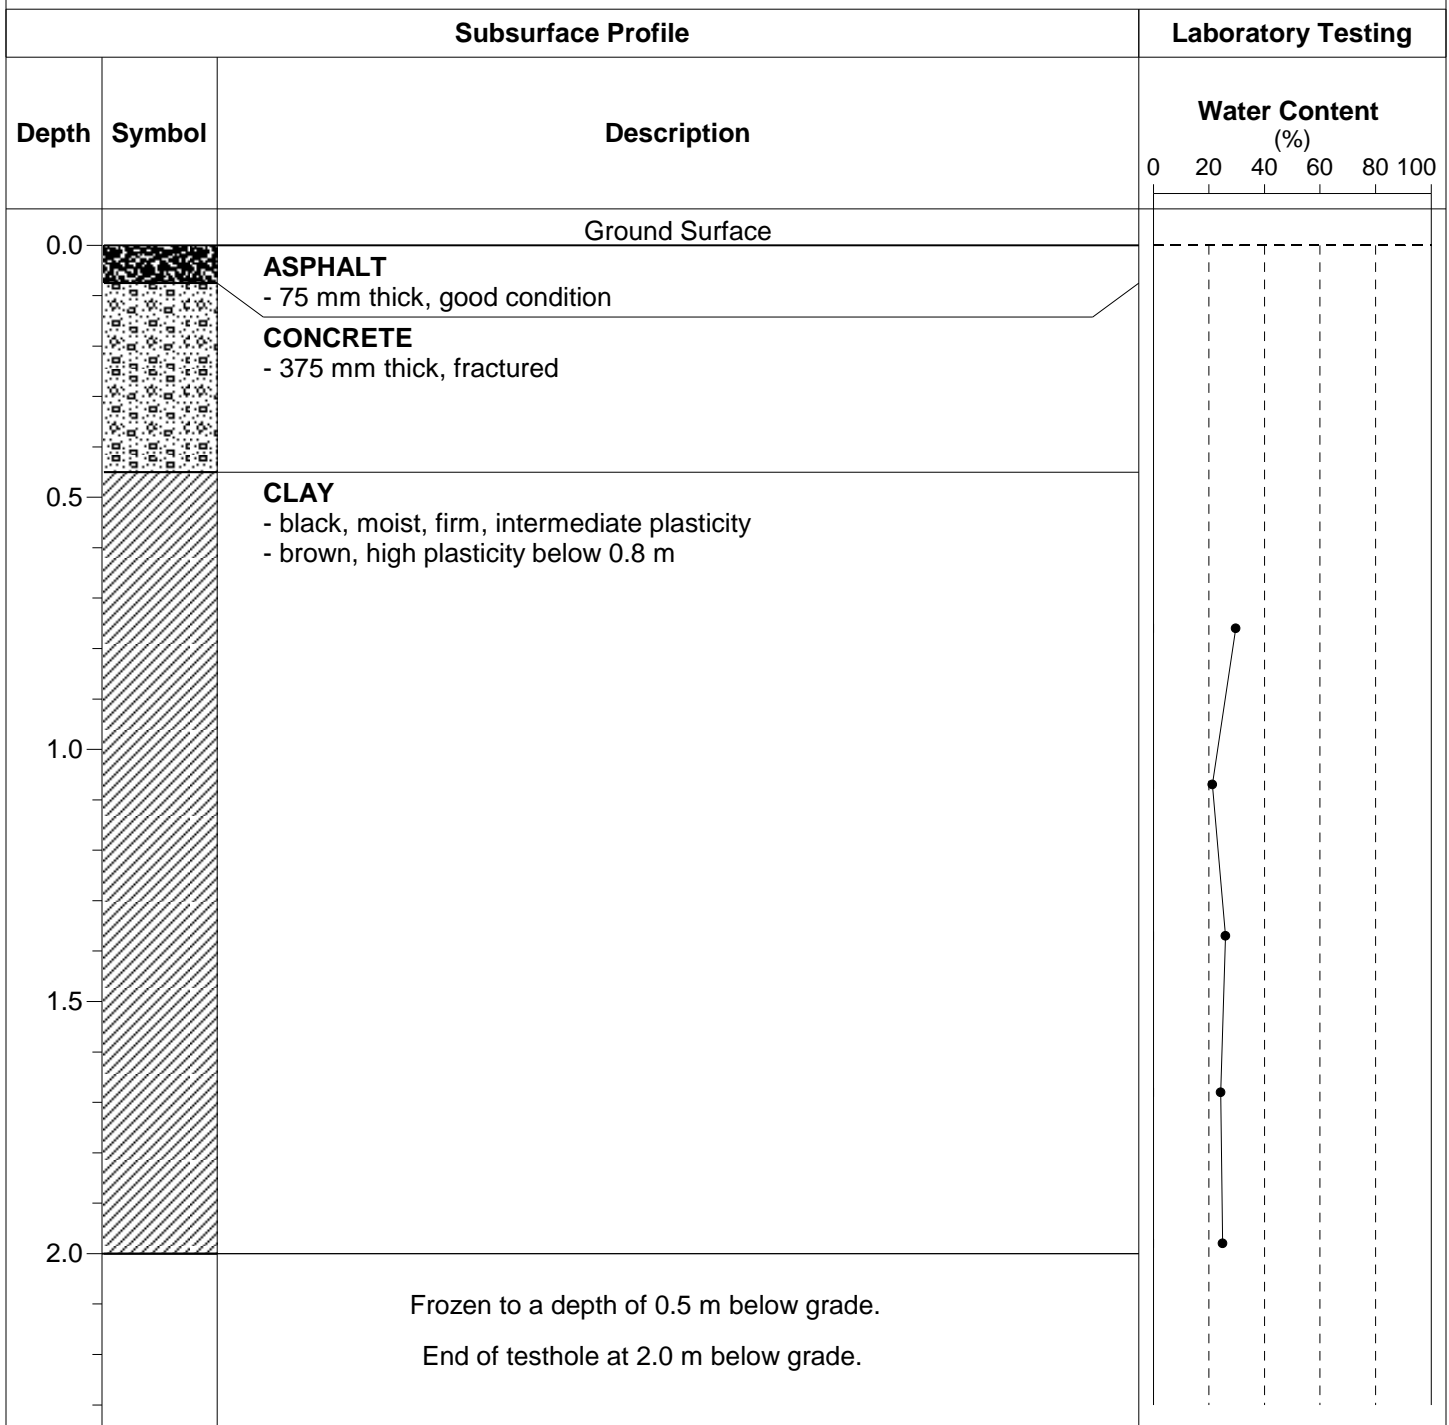 Subsurface Profile
Laboratory Testing
Depth
Symbol
Description
Water Content
(%)
0 20 40 60 80 100
Ground Surface
0.0
ASPHALT
- 75 mm thick, good condition
CONCRETE
- 375 mm thick, fractured
0.5
CLAY
- black, moist, firm, intermediate plasticity
- brown, high plasticity below 0.8 m
1.0
1.5
2.0
Frozen to a depth of 0.5 m below grade.
End of testhole at 2.0 m below grade.